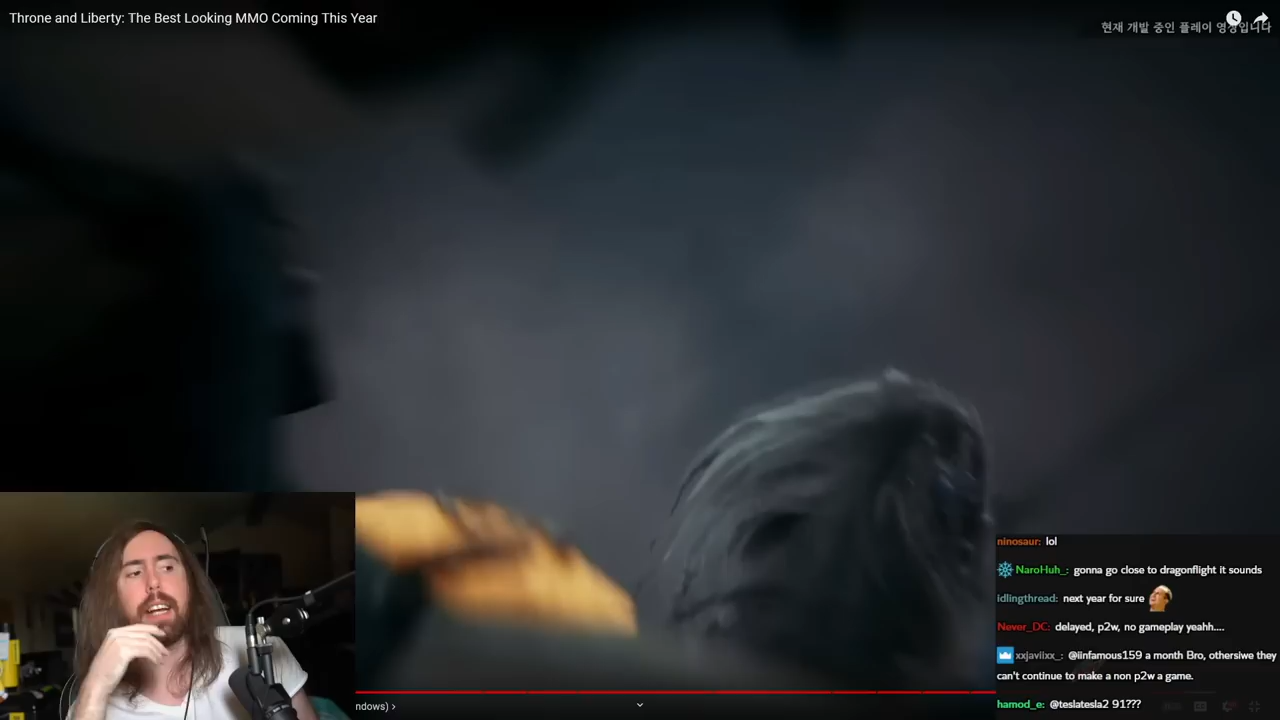 Throne and Liberty: The Best Looking MMO Coming This Year
현재 개발 중인 플레이 영상입니다
ninosaur: lol
NaroHuh_: gonna go close to dragonflight it sounds
idlingthread: next year for sure
Never_DC: delayed, p2w, no gameplay yeahh....
xxjaviixx_: @iinfamous159 a month Bro, othersiwe they
can't continue to make a non p2w a game.
hamod_e: @teslatesla2 91???
ndows) ›